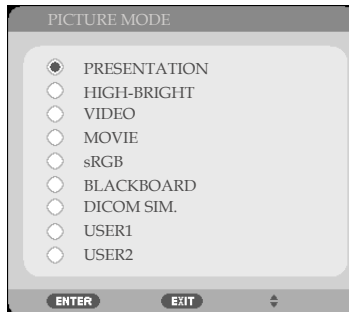 PICTURE MODE
PRESENTATION
HIGH-BRIGHT
VIDEO
MOVIE
sRGB
BLACKBOARD
DICOM SIM.
USER1
USER2
ENTER EXIT